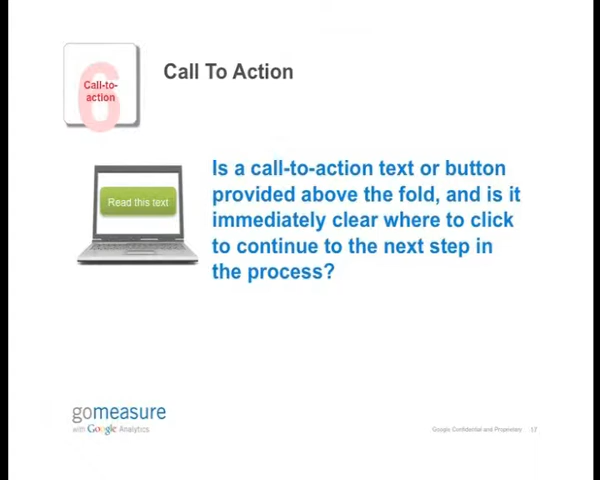 6
Call-to-
action
Call To Action
Read this text
Is a call-to-action text or button
provided above the fold, and is it
immediately clear where to click
to continue to the next step in
the process?
gomeasure
with Google Analytics
Google Confidential and Proprietary 17